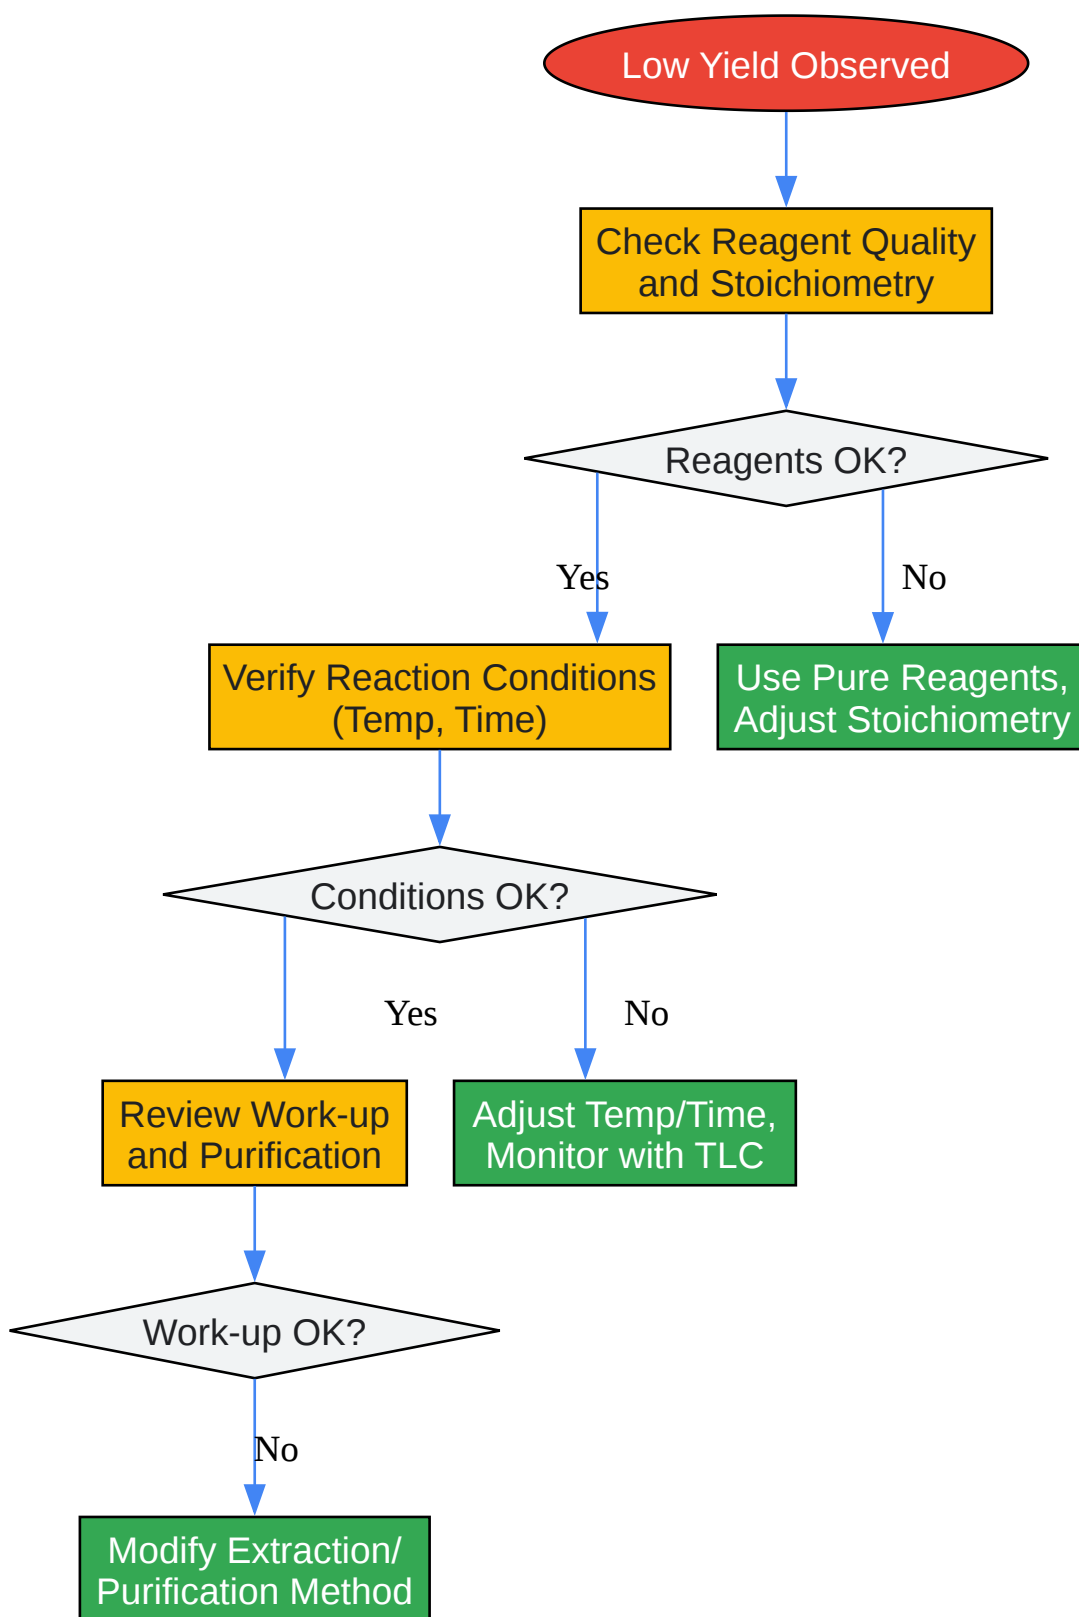 Low Yield Observed
Check Reagent Quality
and Stoichiometry
Reagents OK?
Yes
No
Verify Reaction Conditions
(Temp, Time)
Use Pure Reagents,
Adjust Stoichiometry
Conditions OK?
Yes
No
Review Work-up
and Purification
Adjust Temp/Time,
Monitor with TLC
Work-up OK?
No
Modify Extraction/
Purification Method